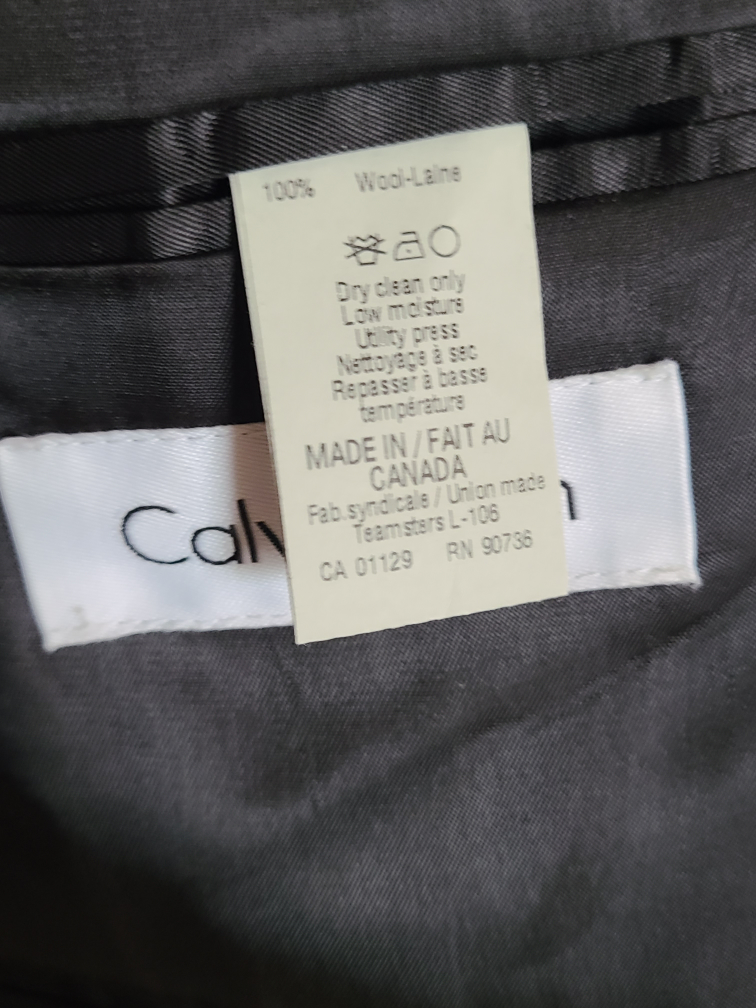 100% Wool-Laine
Dry clean only
Low moisture
Utility press
Nettoyage à sec
Repasser à basse
température
MADE IN / FAIT AU
CANADA
Fab.syndicale / Union made
Teamsters L-106
CA 01129 RN 90736